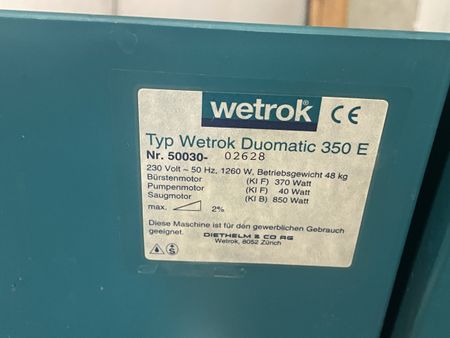 wetrok® CE
Typ Wetrok Duomatic 350 E
Nr. 50030- 02628
230 Volt ~ 50 Hz, 1260 W, Betriebsgewicht 48 kg
Bürstenmotor (Kl F) 370 Watt
Pumpenmotor (Kl F) 40 Watt
Saugmotor (Kl B) 850 Watt
max. 2%
Diese Maschine ist für den gewerblichen Gebrauch
geeignet.
DIETHELM & CO AG
Wetrok, 8052 Zürich